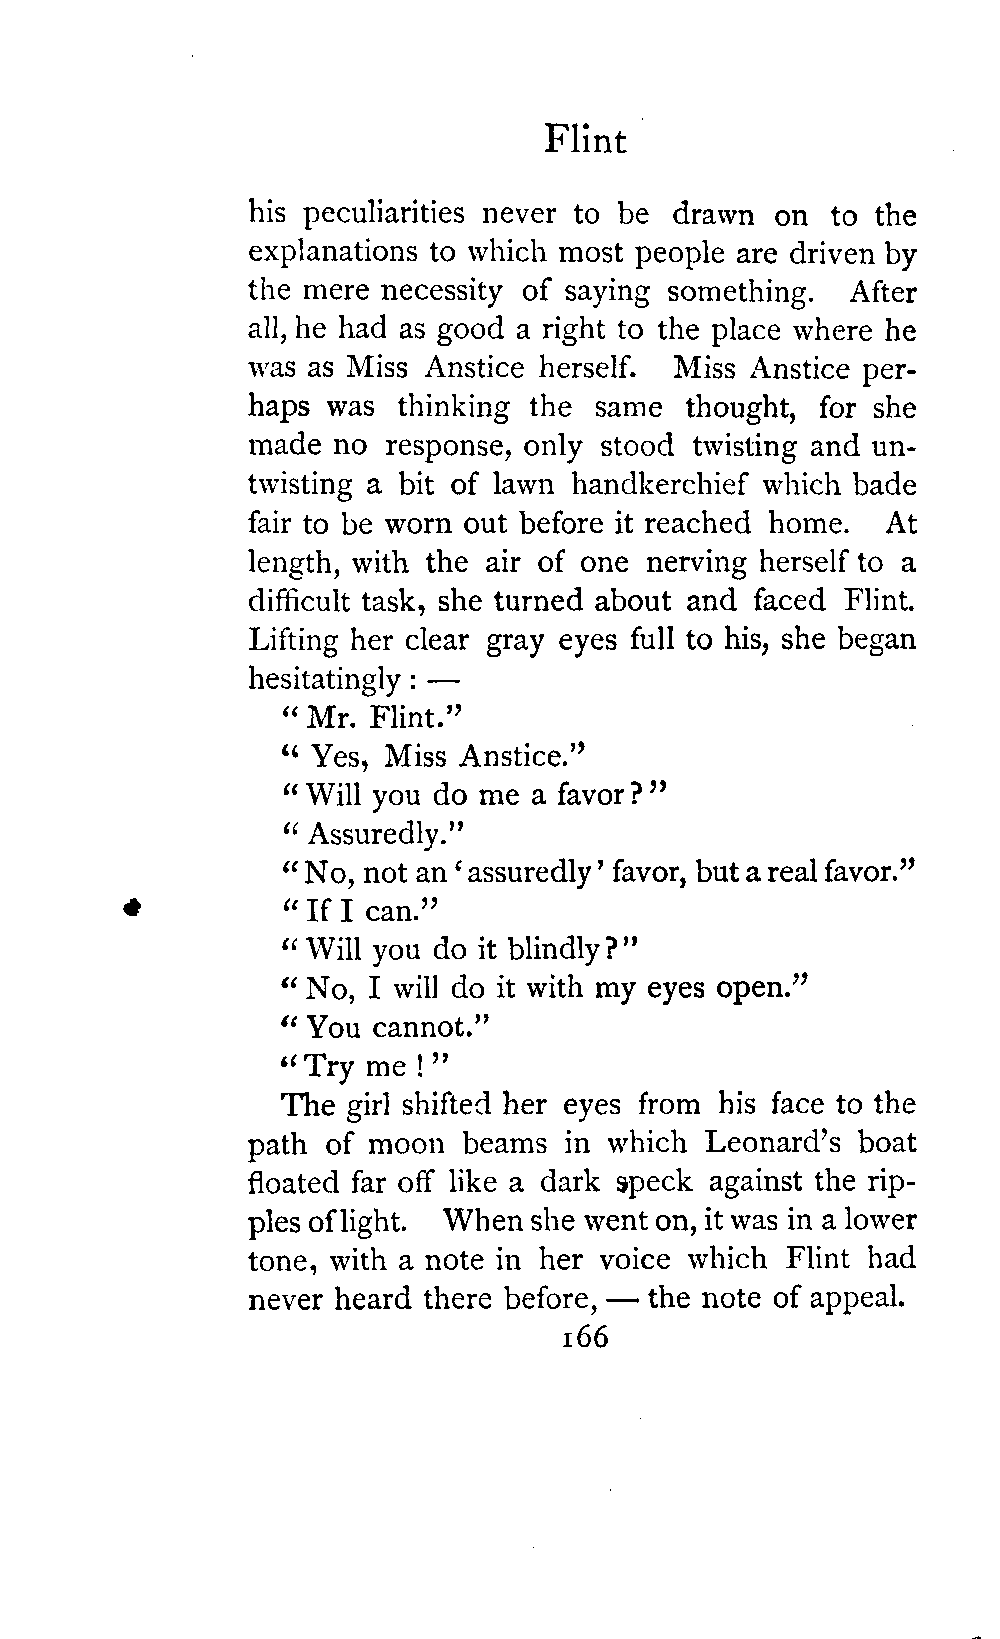 Flint
his peculiarities never to be drawn on to the
explanations to which most people are driven by
the mere necessity of saying something. After
all, he had as good a right to the place where he
was as Miss Anstice herself. Miss Anstice per-
haps was thinking the same thought, for she
made no response, only stood twisting and un-
twisting a bit of lawn handkerchief which bade
fair to be worn out before it reached home. At
length, with the air of one nerving herself to a
difficult task, she turned about and faced Flint.
Lifting her clear gray eyes full to his, she began
hesitatingly : —
“ Mr. Flint.”
“ Yes, Miss Anstice.”
“ Will you do me a favor? ”
“ Assuredly.”
“ No, not an ‘ assuredly ’ favor, but a real favor.”
“ If I can.”
“ Will you do it blindly?”
“ No, I will do it with my eyes open.”
“ You cannot.”
“ Try me ! ”
The girl shifted her eyes from his face to the
path of moon beams in which Leonard’s boat
floated far off like a dark speck against the rip-
ples of light. When she went on, it was in a lower
tone, with a note in her voice which Flint had
never heard there before, — the note of appeal.
166